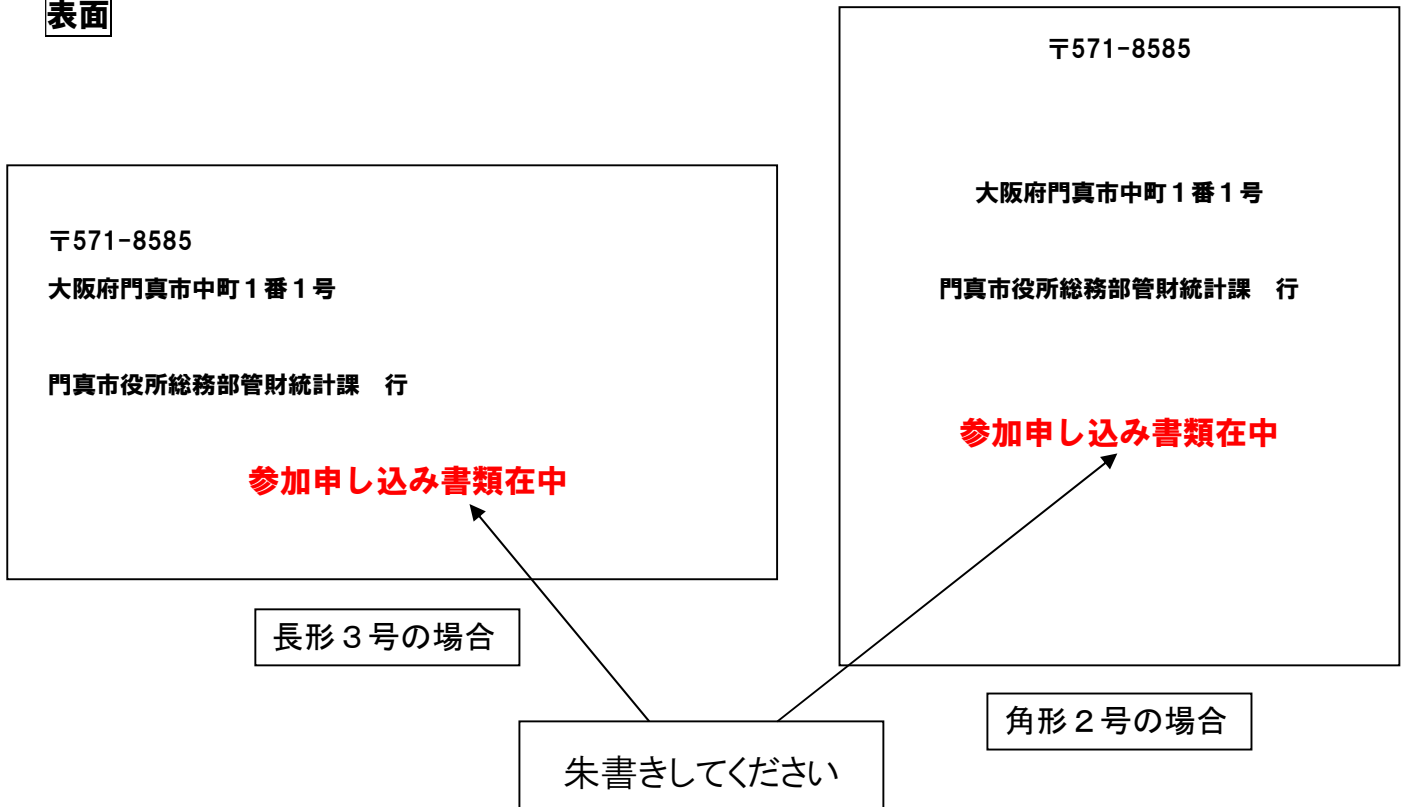 表面
〒571-8585
大阪府門真市中町１番１号
門真市役所総務部管財統計課　行
参加申し込み書類在中
長形３号の場合
〒571-8585
大阪府門真市中町１番１号
門真市役所総務部管財統計課　行
参加申し込み書類在中
角形２号の場合
朱書きしてください